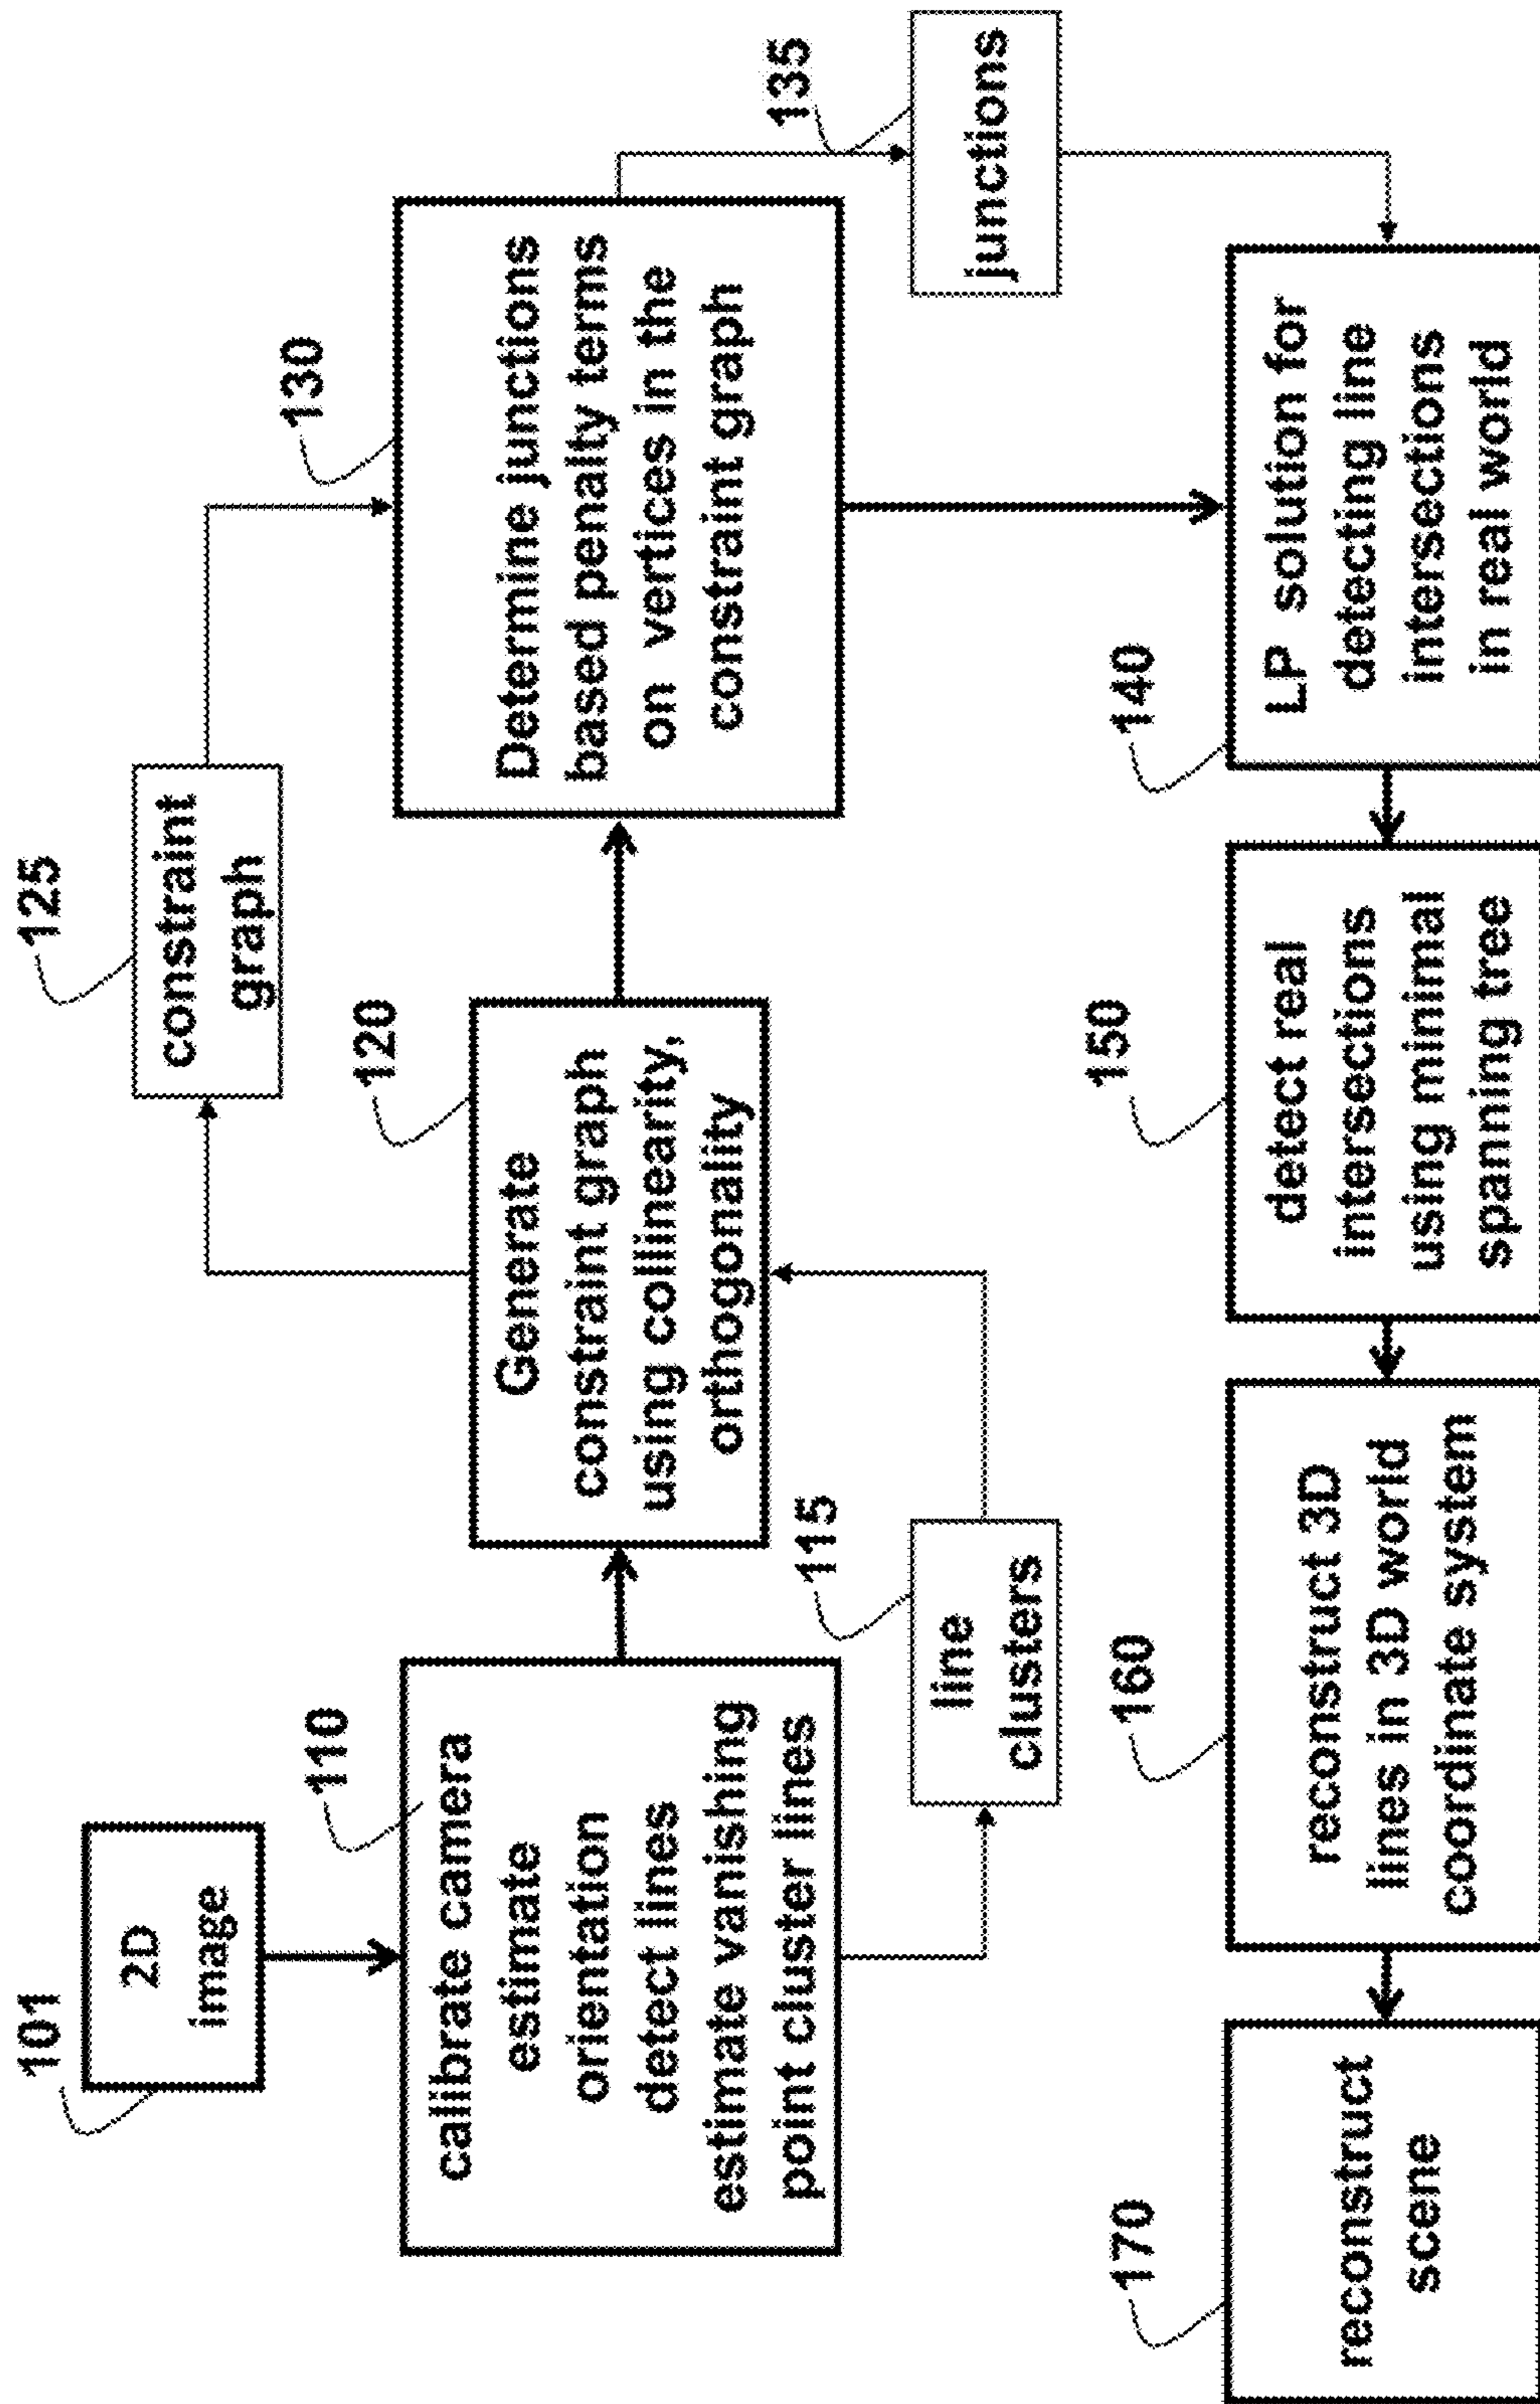 101
2D
image
110
calibrate camera
estimate
orientation
detect lines
estimate vanishing
point cluster lines
115
line
clusters
120
Generate
constraint graph
using collinearity,
orthogonality
125
constraint
graph
130
Determine junctions
based penalty terms
on vertices in the
constraint graph
135
junctions
140
LP solution for
detecting line
intersections
in real world
150
detect real
intersections
using minimal
spanning tree
160
reconstruct 3D
lines in 3D world
coordinate system
170
reconstruct
scene